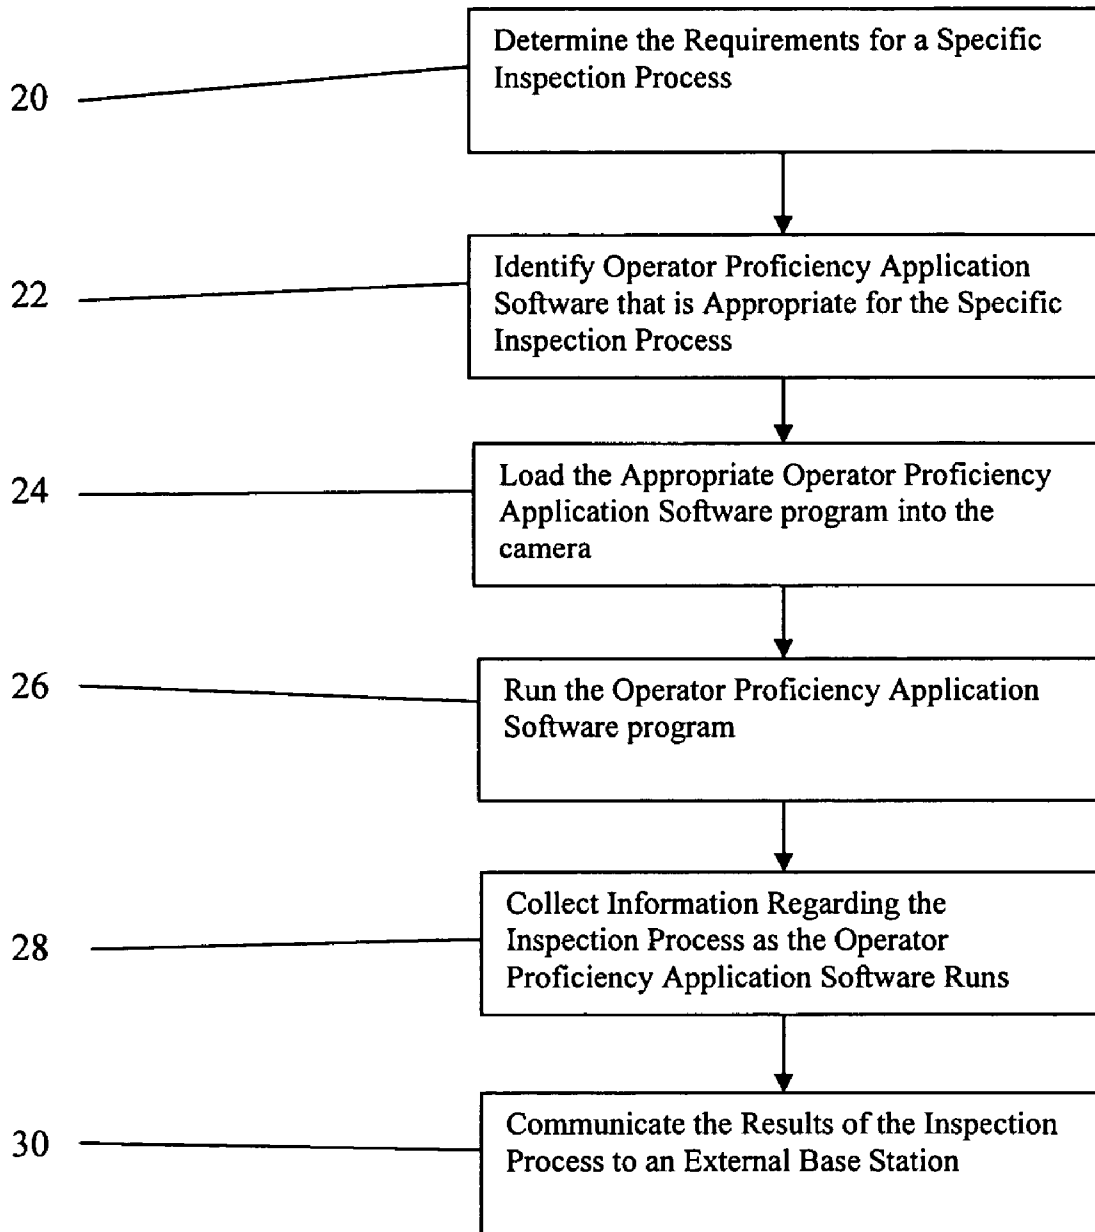 20
Determine the Requirements for a Specific
Inspection Process
22
Identify Operator Proficiency Application
Software that is Appropriate for the Specific
Inspection Process
24
Load the Appropriate Operator Proficiency
Application Software program into the
camera
26
Run the Operator Proficiency Application
Software program
28
Collect Information Regarding the
Inspection Process as the Operator
Proficiency Application Software Runs
30
Communicate the Results of the Inspection
Process to an External Base Station